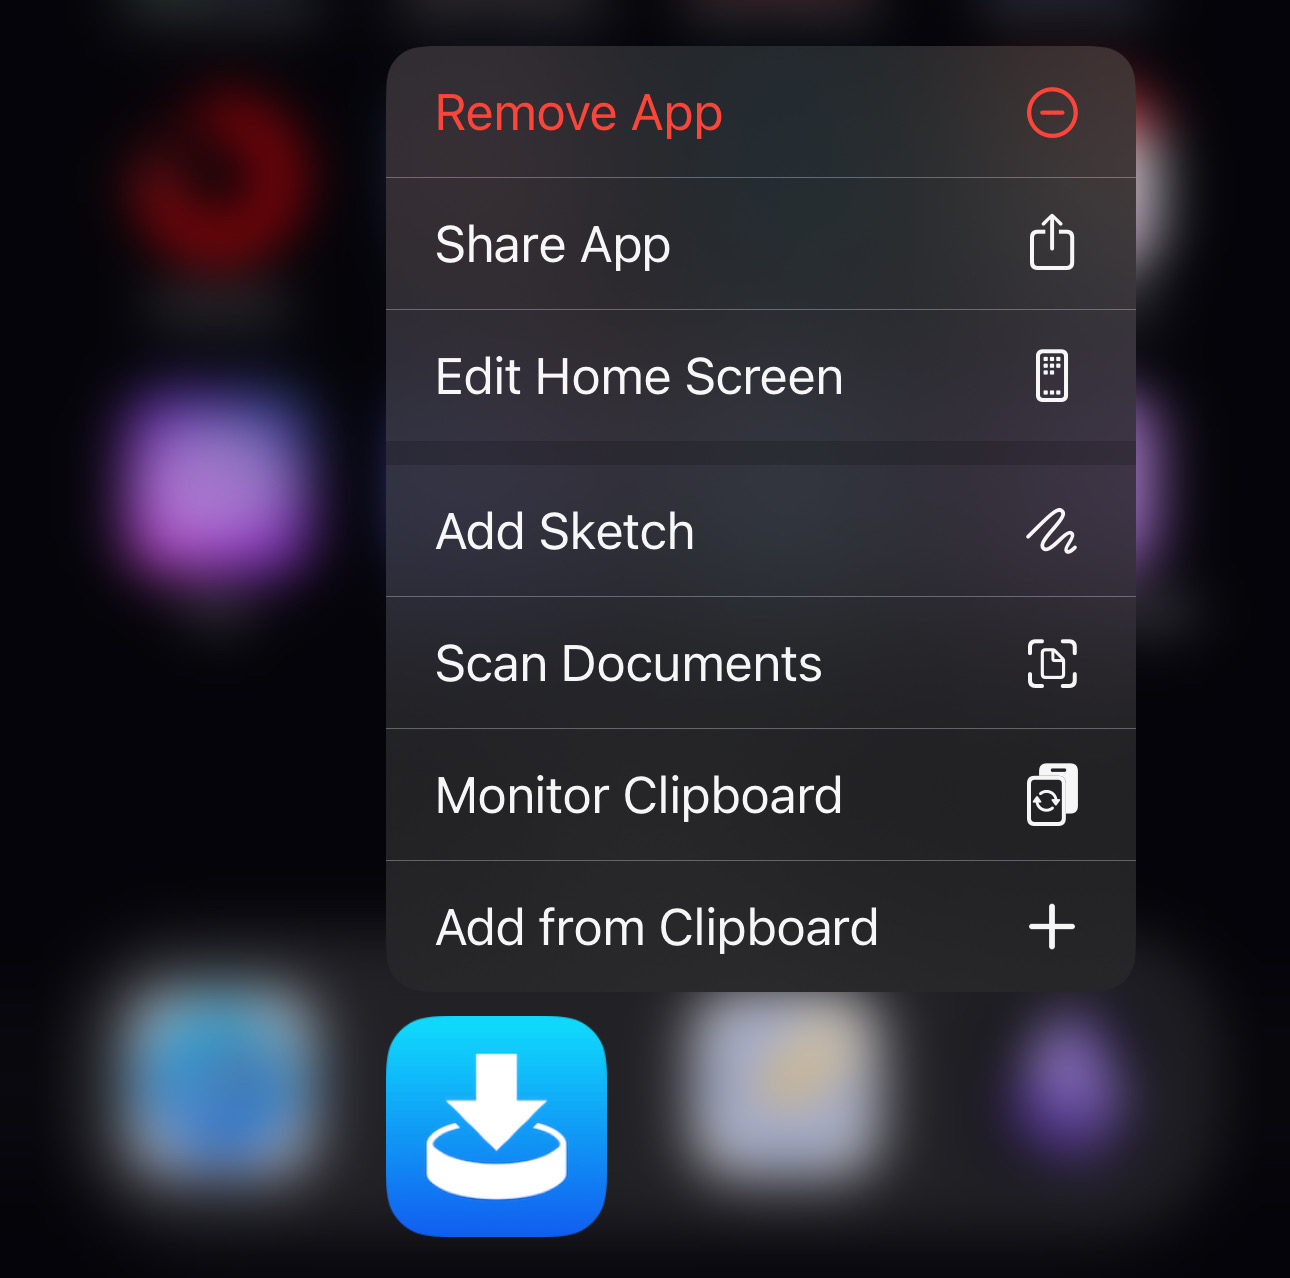 Remove App
Share App
Edit Home Screen
Add Sketch
Scan Documents
Monitor Clipboard
Add from Clipboard